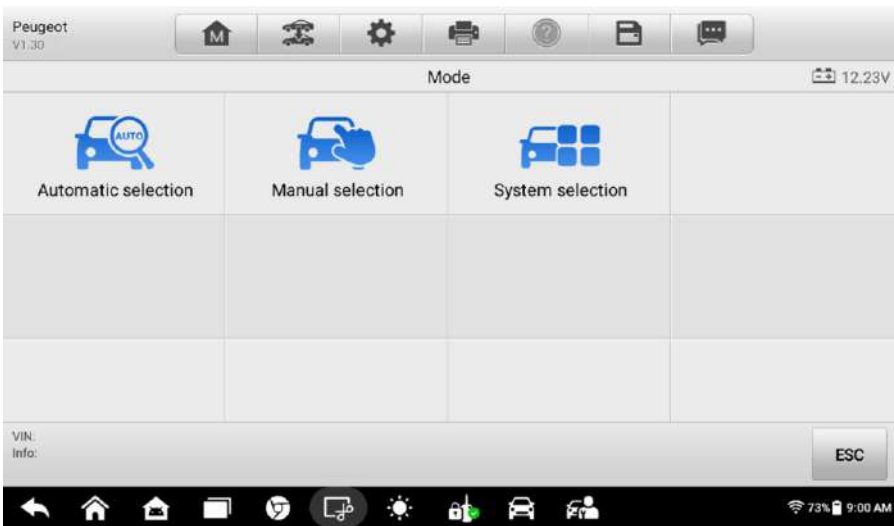 Peugeot
V1.30
M
?
Mode
12.23V
AUTO
Automatic selection
Manual selection
System selection
VIN:
Info:
ESC
73%
9:00 AM